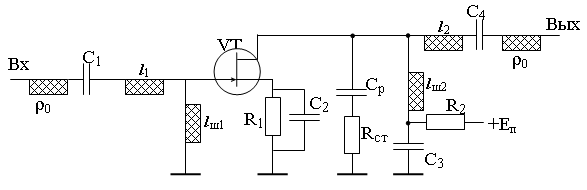 Вх
ρ₀
C₁
l₁
lш1
VT
R₁
C₂
Cр
Rст
l₂
C₄
Вых
ρ₀
lш2
R₂
+Eп
C₃